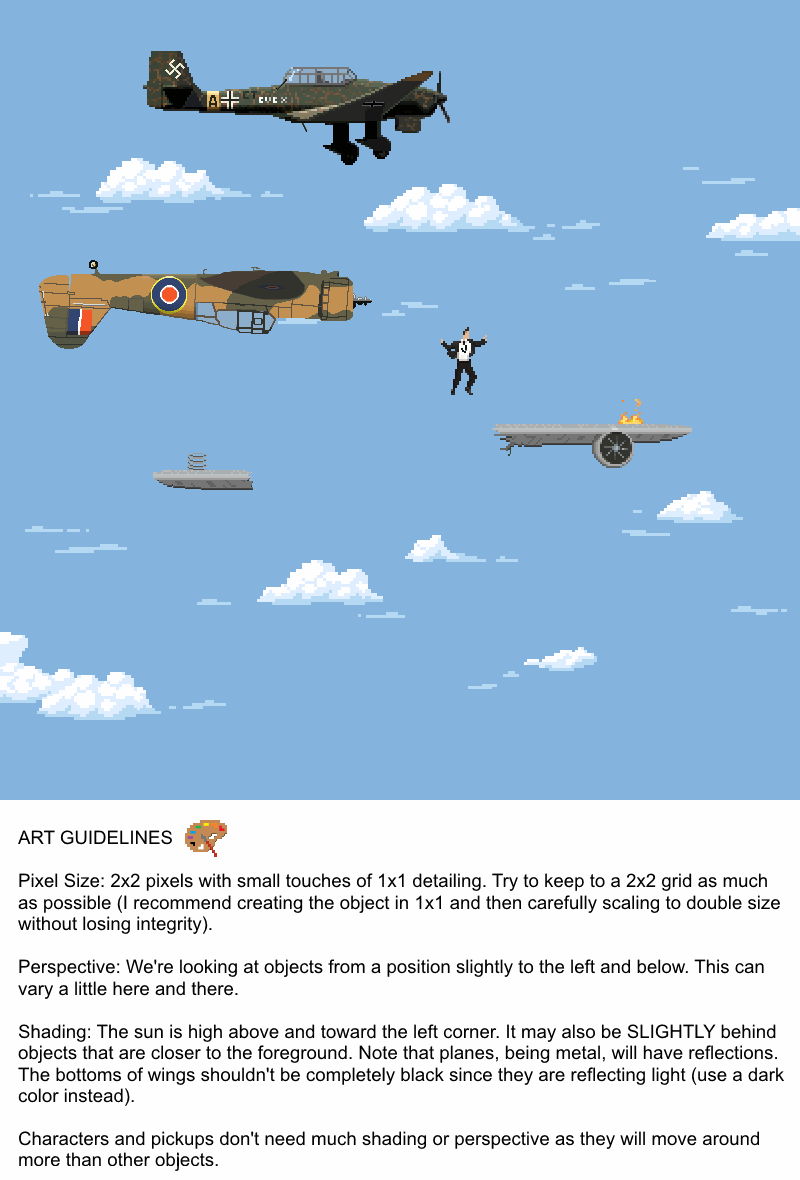 A
CT
ART GUIDELINES
Pixel Size: 2x2 pixels with small touches of 1x1 detailing. Try to keep to a 2x2 grid as much
as possible (I recommend creating the object in 1x1 and then carefully scaling to double size
without losing integrity).
Perspective: We're looking at objects from a position slightly to the left and below. This can
vary a little here and there.
Shading: The sun is high above and toward the left corner. It may also be SLIGHTLY behind
objects that are closer to the foreground. Note that planes, being metal, will have reflections.
The bottoms of wings shouldn't be completely black since they are reflecting light (use a dark
color instead).
Characters and pickups don't need much shading or perspective as they will move around
more than other objects.